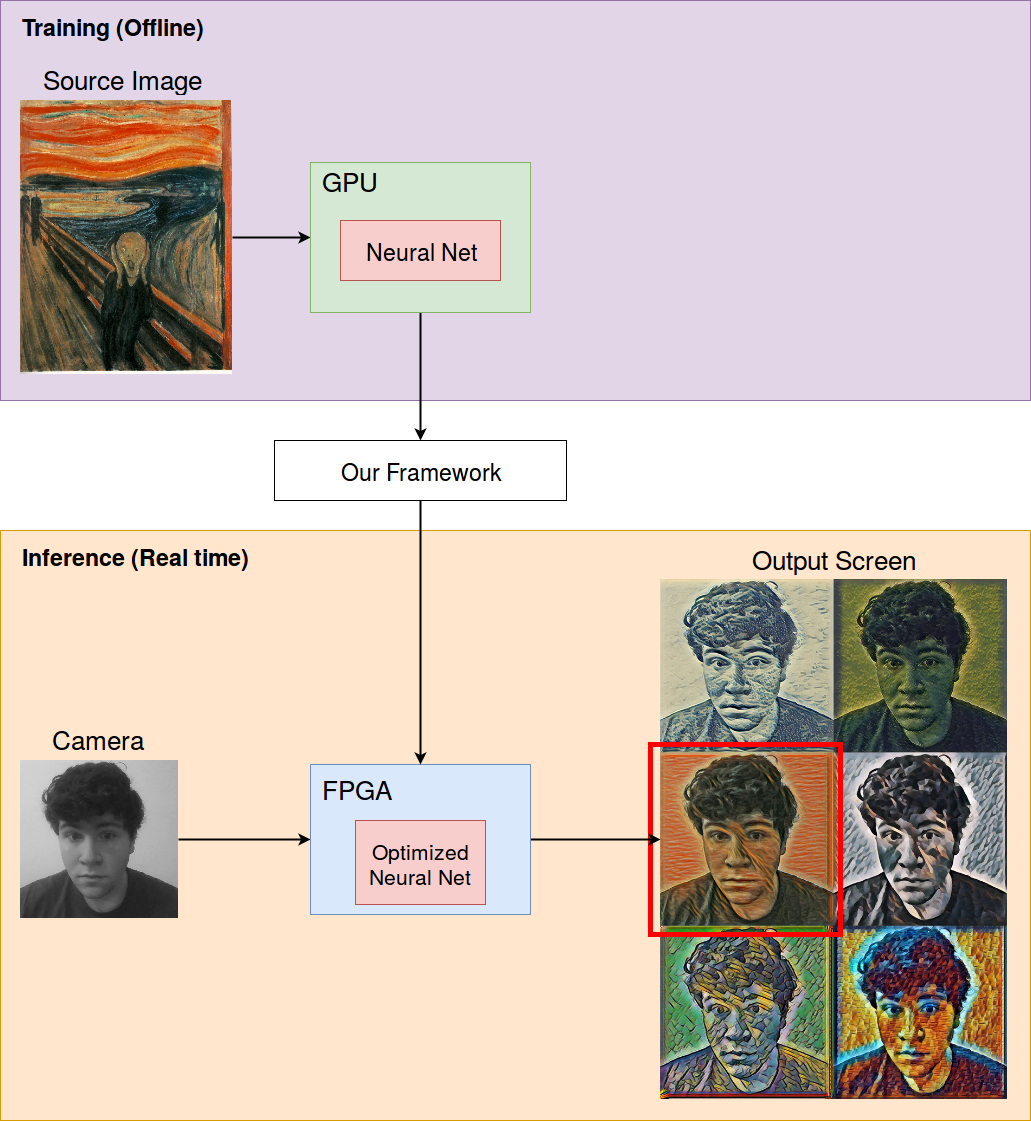 Training (Offline)
Source Image
GPU
Neural Net
Our Framework
Inference (Real time)
Output Screen
Camera
FPGA
Optimized
Neural Net